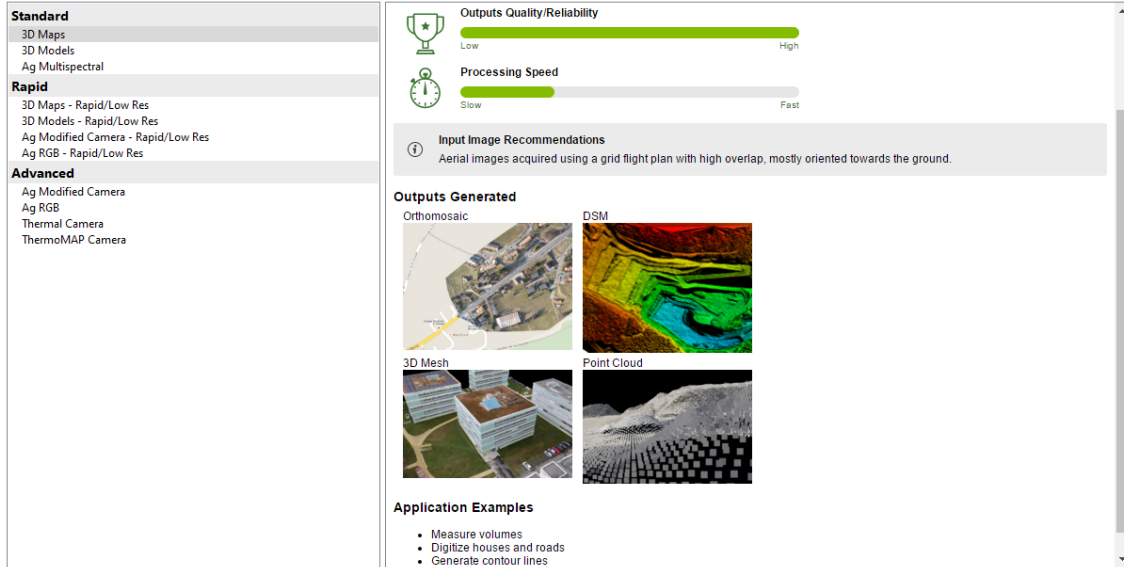 Standard
3D Maps
3D Models
Ag Multispectral
Rapid
3D Maps - Rapid/Low Res
3D Models - Rapid/Low Res
Ag Modified Camera - Rapid/Low Res
Ag RGB - Rapid/Low Res
Advanced
Ag Modified Camera
Ag RGB
Thermal Camera
ThermoMAP Camera
Outputs Quality/Reliability
Low High
Processing Speed
Slow Fast
Input Image Recommendations
Aerial images acquired using a grid flight plan with high overlap, mostly oriented towards the ground.
Outputs Generated
Orthomosaic DSM
3D Mesh Point Cloud
Application Examples
• Measure volumes
• Digitize houses and roads
• Generate contour lines